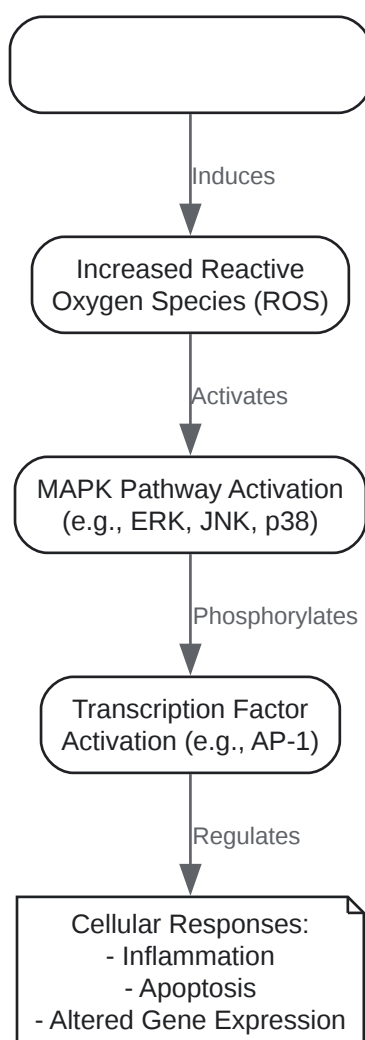 Induces
Increased Reactive
Oxygen Species (ROS)
Activates
MAPK Pathway Activation
(e.g., ERK, JNK, p38)
Phosphorylates
Transcription Factor
Activation (e.g., AP-1)
Regulates
Cellular Responses:
- Inflammation
- Apoptosis
- Altered Gene Expression